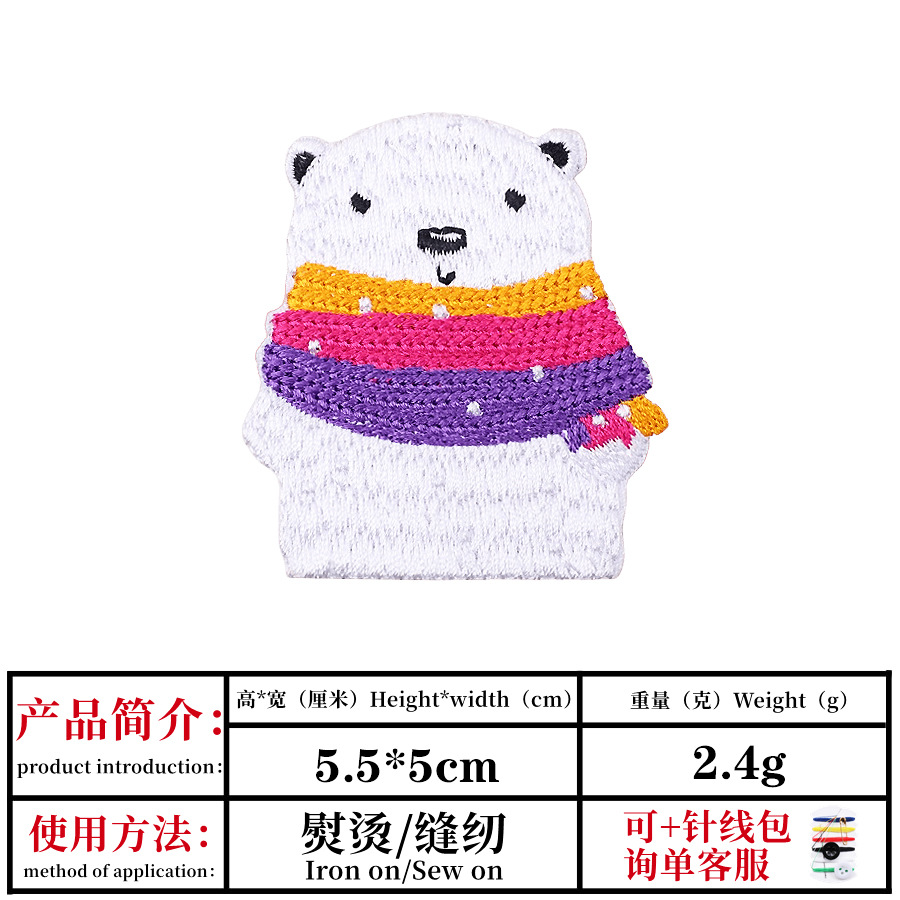 产品简介：
product introduction：
高*宽（厘米）Height*width（cm）
重量（克）Weight（g）
5.5*5cm
2.4g
使用方法：
method of application：
熨烫/缝纫
Iron on/Sew on
可+针线包
询单客服